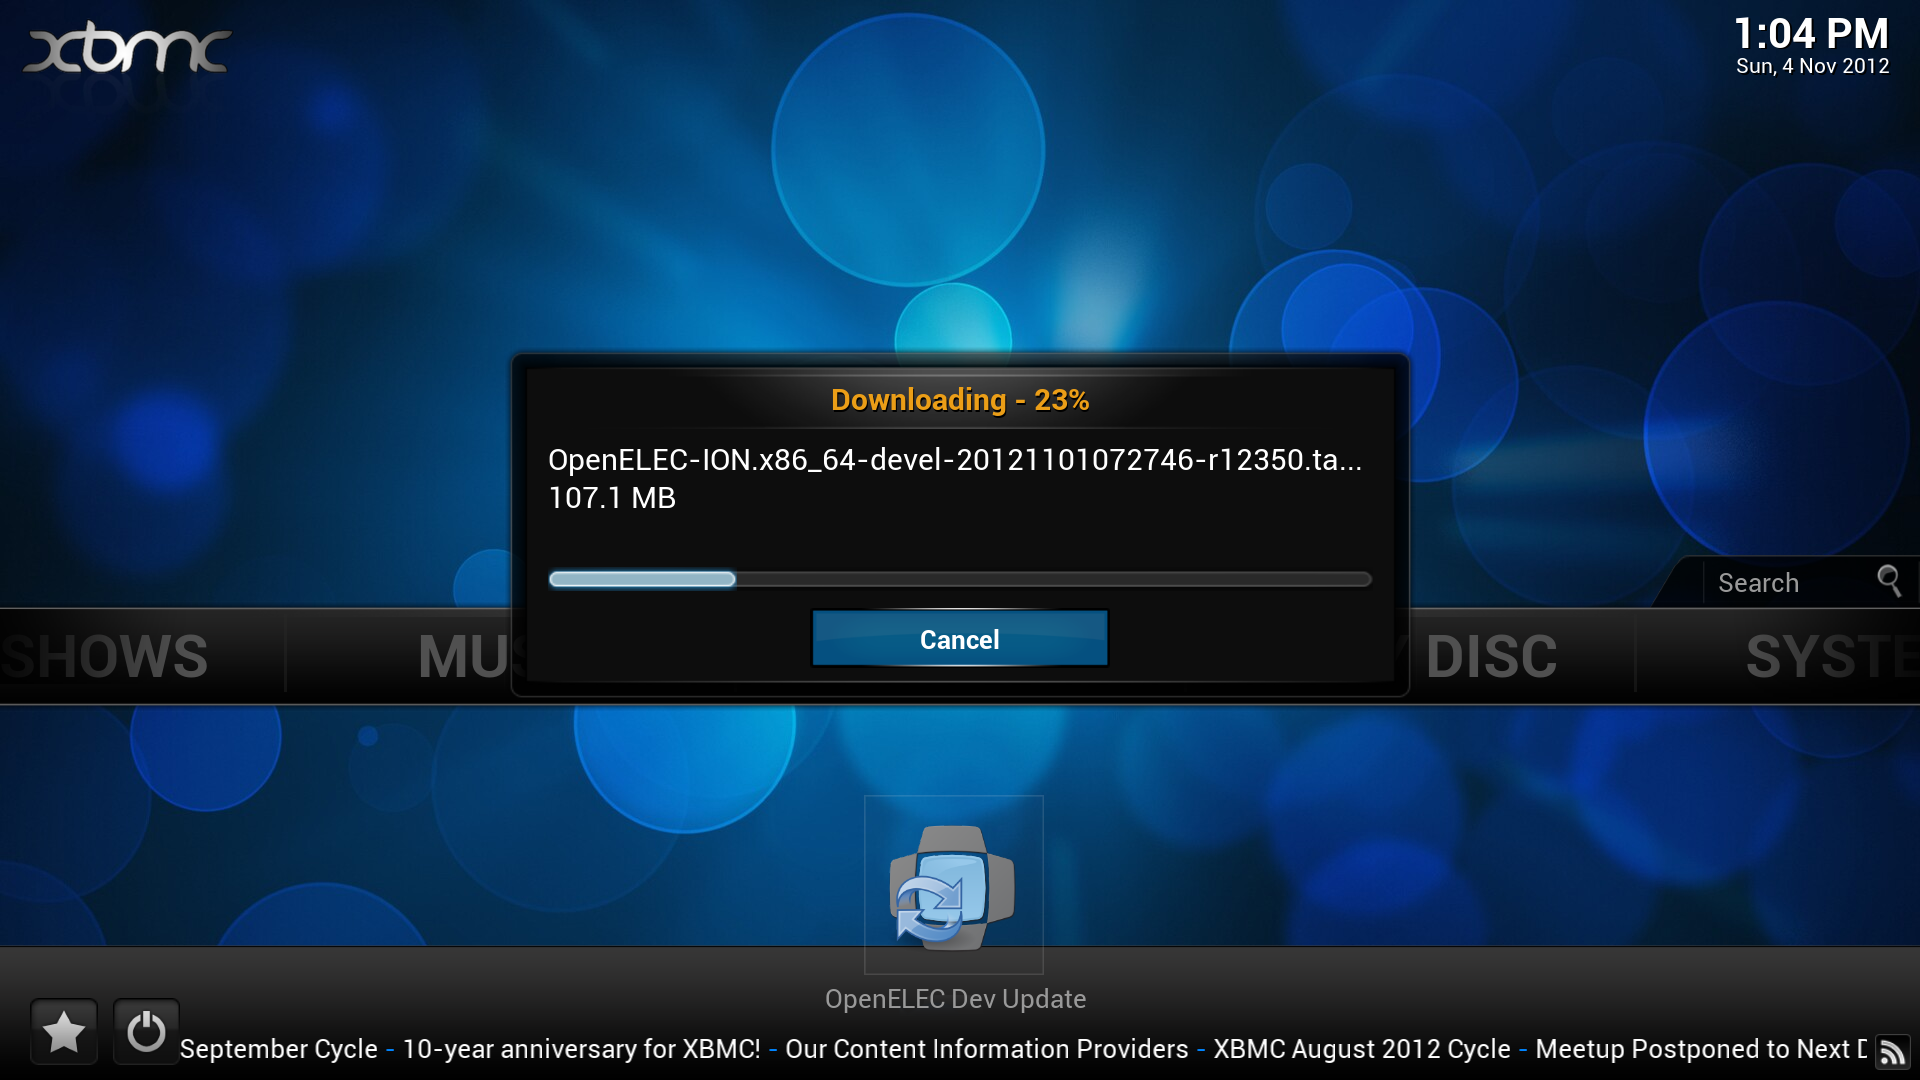 xbmc
1:04 PM
Sun, 4 Nov 2012
Downloading - 23%
OpenELEC-ION.x86_64-devel-20121101072746-r12350.ta...
107.1 MB
Cancel
Search
SHOWS
MUS
DISC
SYSTE
OpenELEC Dev Update
September Cycle - 10-year anniversary for XBMC! - Our Content Information Providers - XBMC August 2012 Cycle - Meetup Postponed to Next